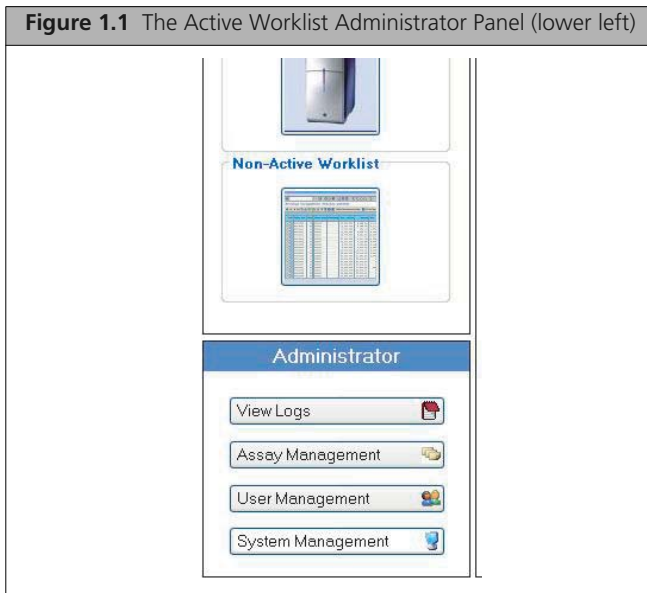 Figure 1.1 The Active Worklist Administrator Panel (lower left)
Non-Active Worklist
Administrator
View Logs
Assay Management
User Management
System Management